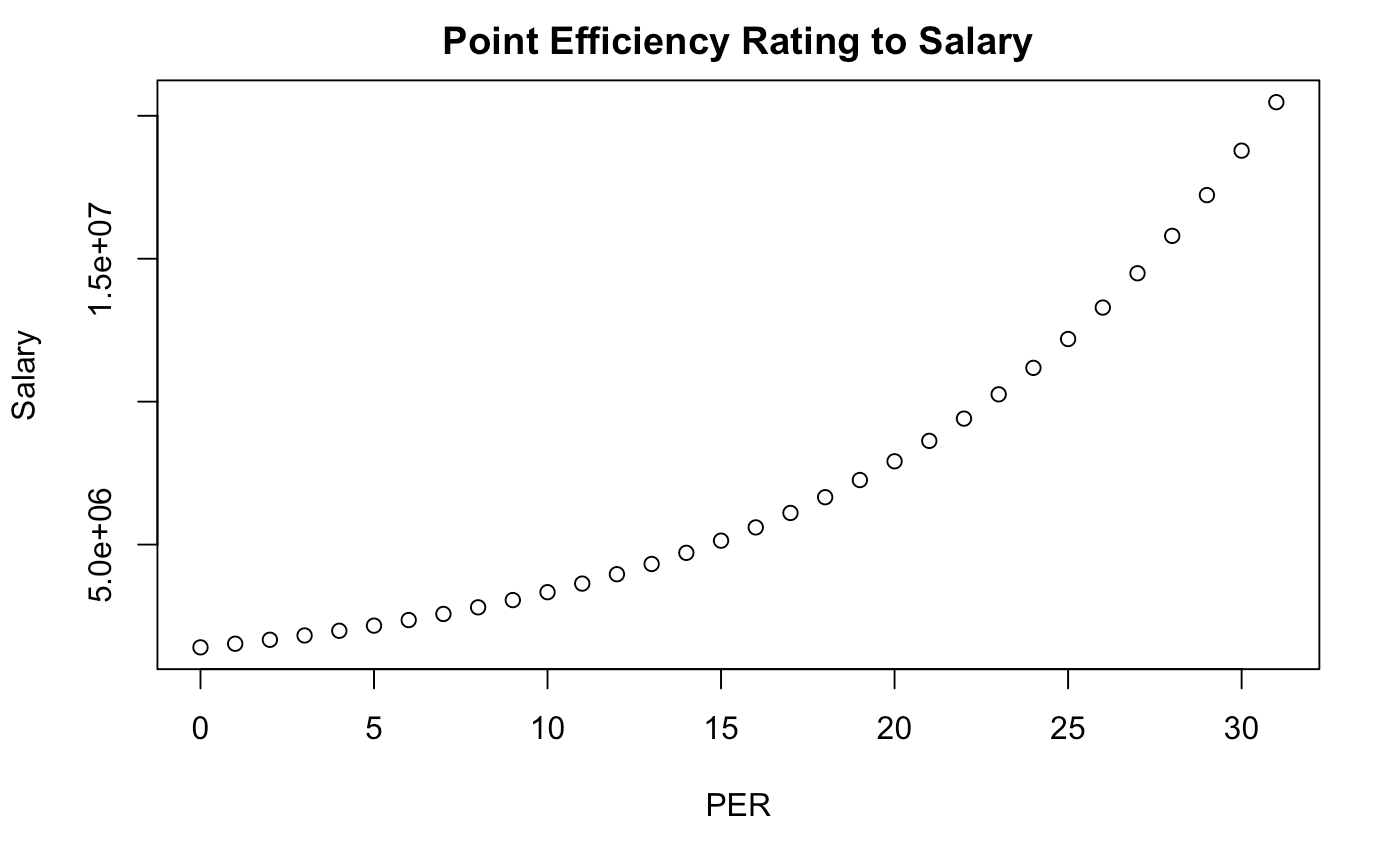 Point Efficiency Rating to Salary
Salary
1.5e+07
5.0e+06
0 5 10 15 20 25 30
PER